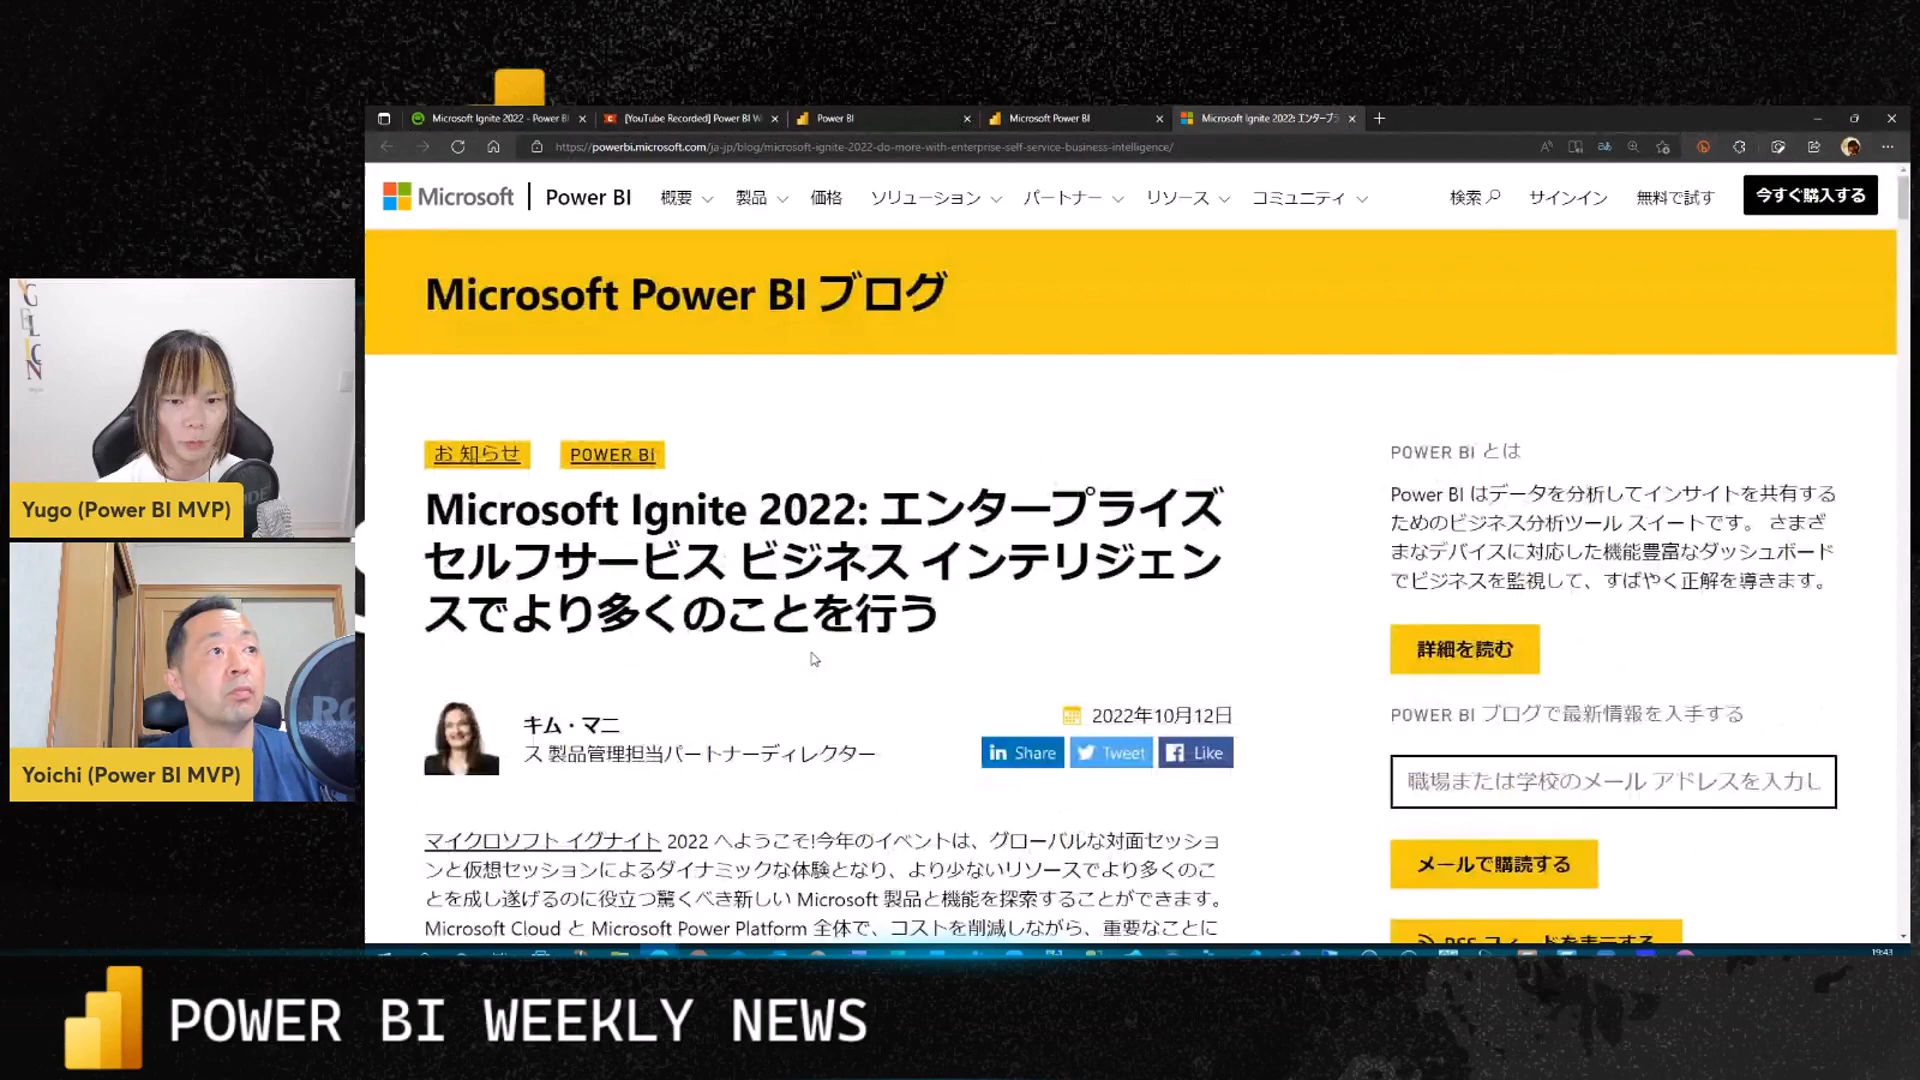 Microsoft Ignite 2022 - Power BI
[YouTube Recorded] Power BI W
Power BI
Microsoft Power BI
Microsoft Ignite 2022: エンタープラ
https://powerbi.microsoft.com/ja-jp/blog/microsoft-ignite-2022-do-more-with-enterprise-self-service-business-intelligence/
Microsoft
Power BI
概要
製品
価格
ソリューション
パートナー
リソース
コミュニティ
検索
サインイン
無料で試す
今すぐ購入する
Microsoft Power BI ブログ
お 知らせ
POWER BI
Microsoft Ignite 2022: エンタープライズ
セルフサービス ビジネス インテリジェン
スでより多くのことを行う
キム・マニ
ス 製品管理担当パートナーディレクター
2022年10月12日
in Share
Tweet
Like
マイクロソフト イグナイト 2022 へようこそ!今年のイベントは、グローバルな対面セッショ
ンと仮想セッションによるダイナミックな体験となり、より少ないリソースでより多くのこ
とを成し遂げるのに役立つ驚くべき新しい Microsoft 製品と機能を探索することができます。
Microsoft Cloud と Microsoft Power Platform 全体で、コストを削減しながら、重要なことに
POWER BI とは
Power BI はデータを分析してインサイトを共有する
ためのビジネス分析ツール スイートです。 さまざ
まなデバイスに対応した機能豊富なダッシュボード
でビジネスを監視して、すばやく正解を導きます。
詳細を読む
POWER BI ブログで最新情報を入手する
職場または学校のメール アドレスを入力し
メールで購読する
RSS フィードを表示する
19:43
Yugo (Power BI MVP)
Yoichi (Power BI MVP)
POWER BI WEEKLY NEWS